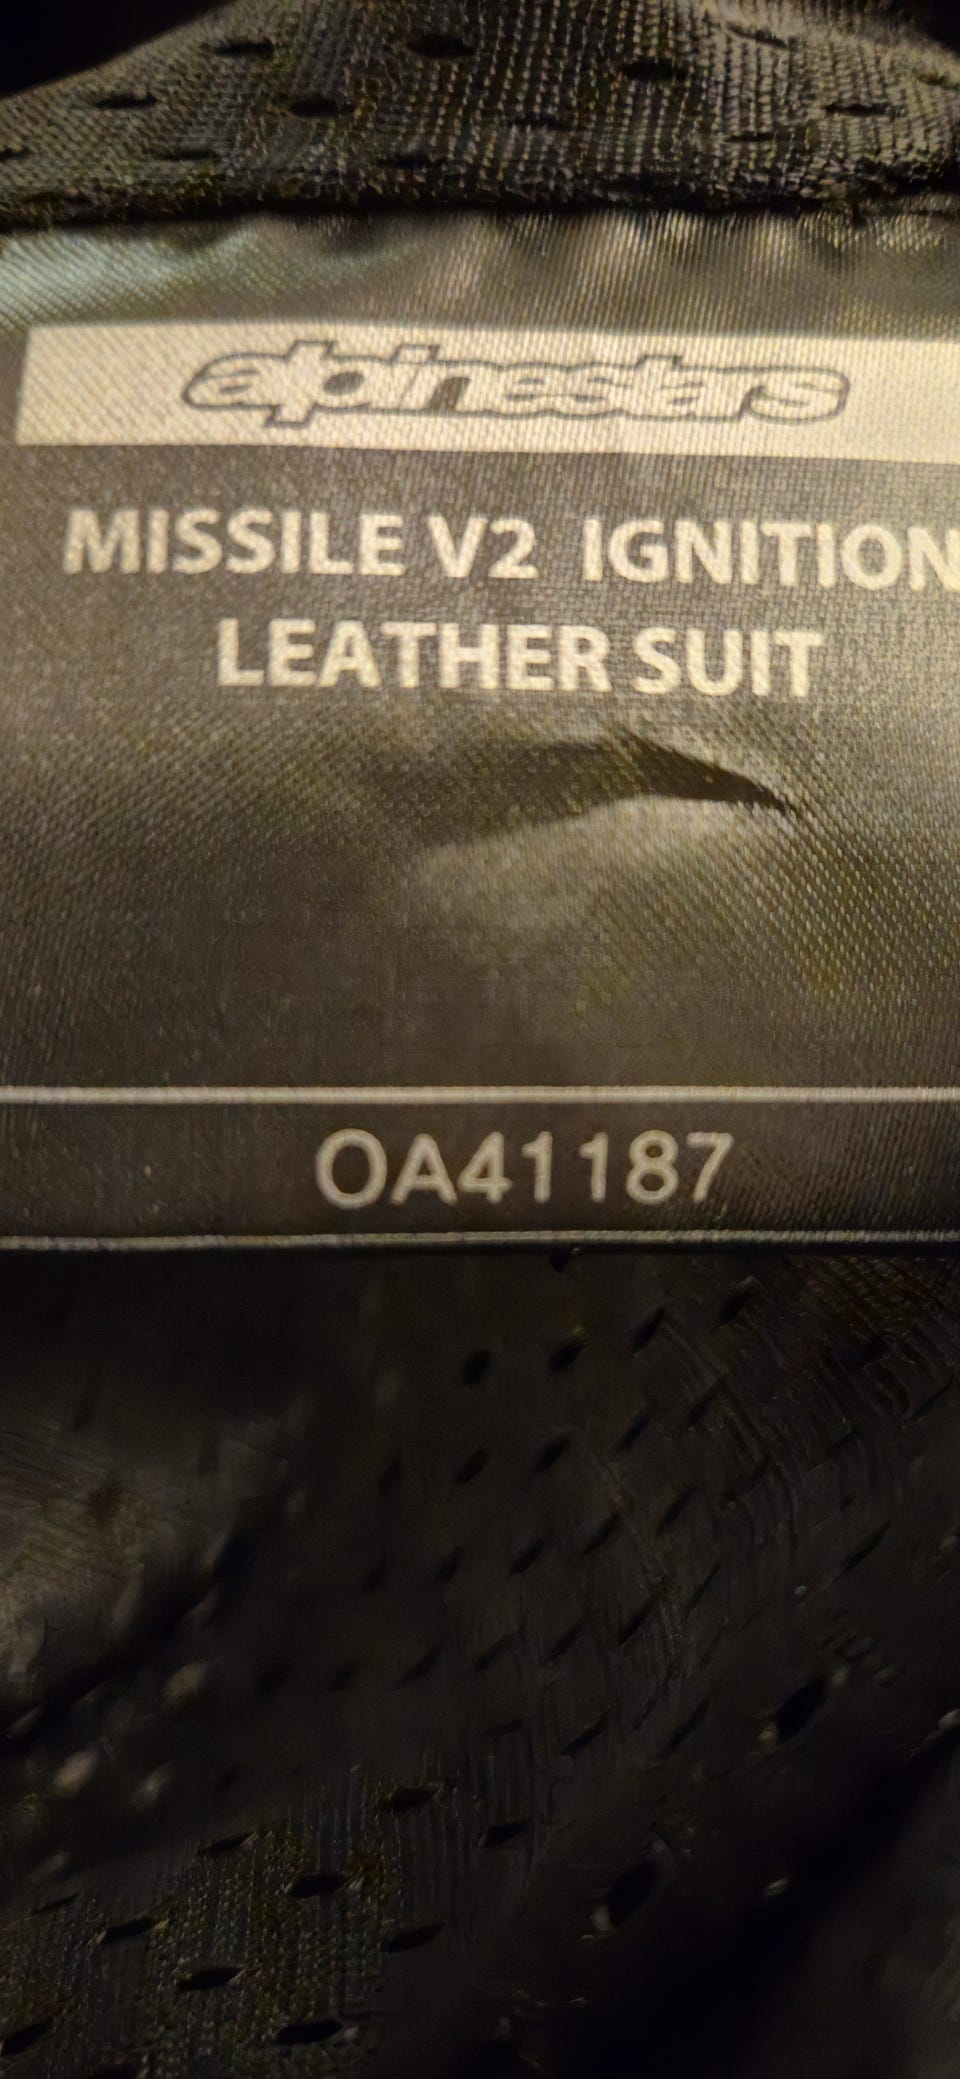 alpinestars
MISSILE V2 IGNITION
LEATHER SUIT
OA41187